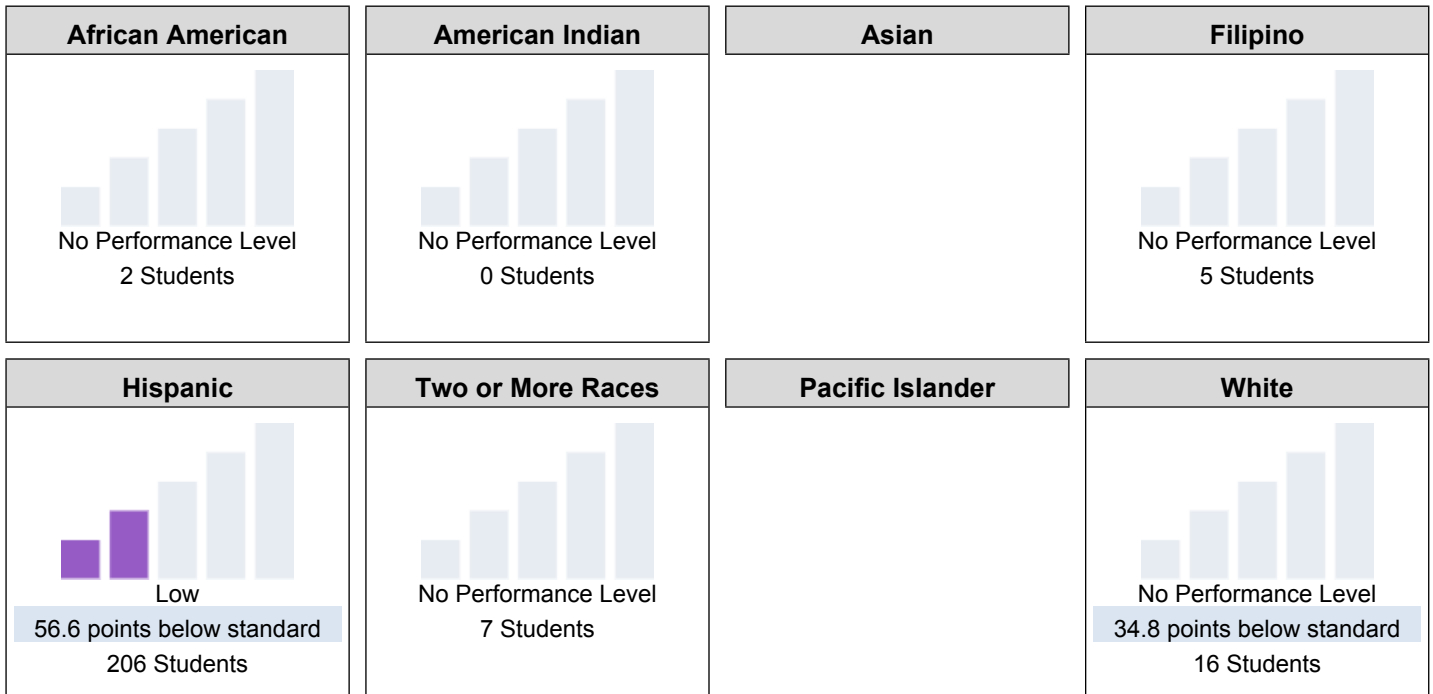 African American
No Performance Level
2 Students
American Indian
No Performance Level
0 Students
Asian
Filipino
No Performance Level
5 Students
Hispanic
Low
56.6 points below standard
206 Students
Two or More Races
No Performance Level
7 Students
Pacific Islander
White
No Performance Level
34.8 points below standard
16 Students